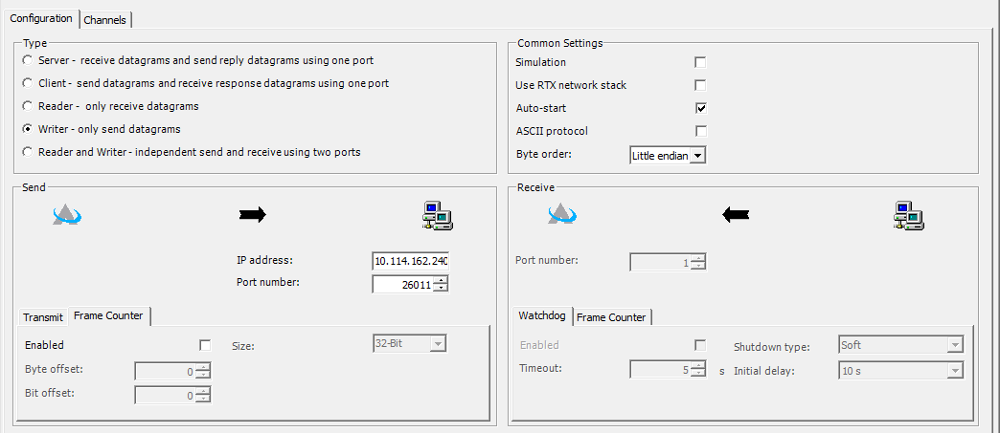 Configuration
Channels
Type
Server - receive datagrams and send reply datagrams using one port
Client - send datagrams and receive response datagrams using one port
Reader - only receive datagrams
Writer - only send datagrams
Reader and Writer - independent send and receive using two ports
Common Settings
Simulation
Use RTX network stack
Auto-start
ASCII protocol
Byte order: Little endian
Send
IP address: 10.114.162.240
Port number: 26011
Transmit
Frame Counter
Enabled
Size: 32-Bit
Byte offset: 0
Bit offset: 0
Receive
Port number: 1
Watchdog
Frame Counter
Enabled
Shutdown type: Soft
Timeout: 5 s
Initial delay: 10 s